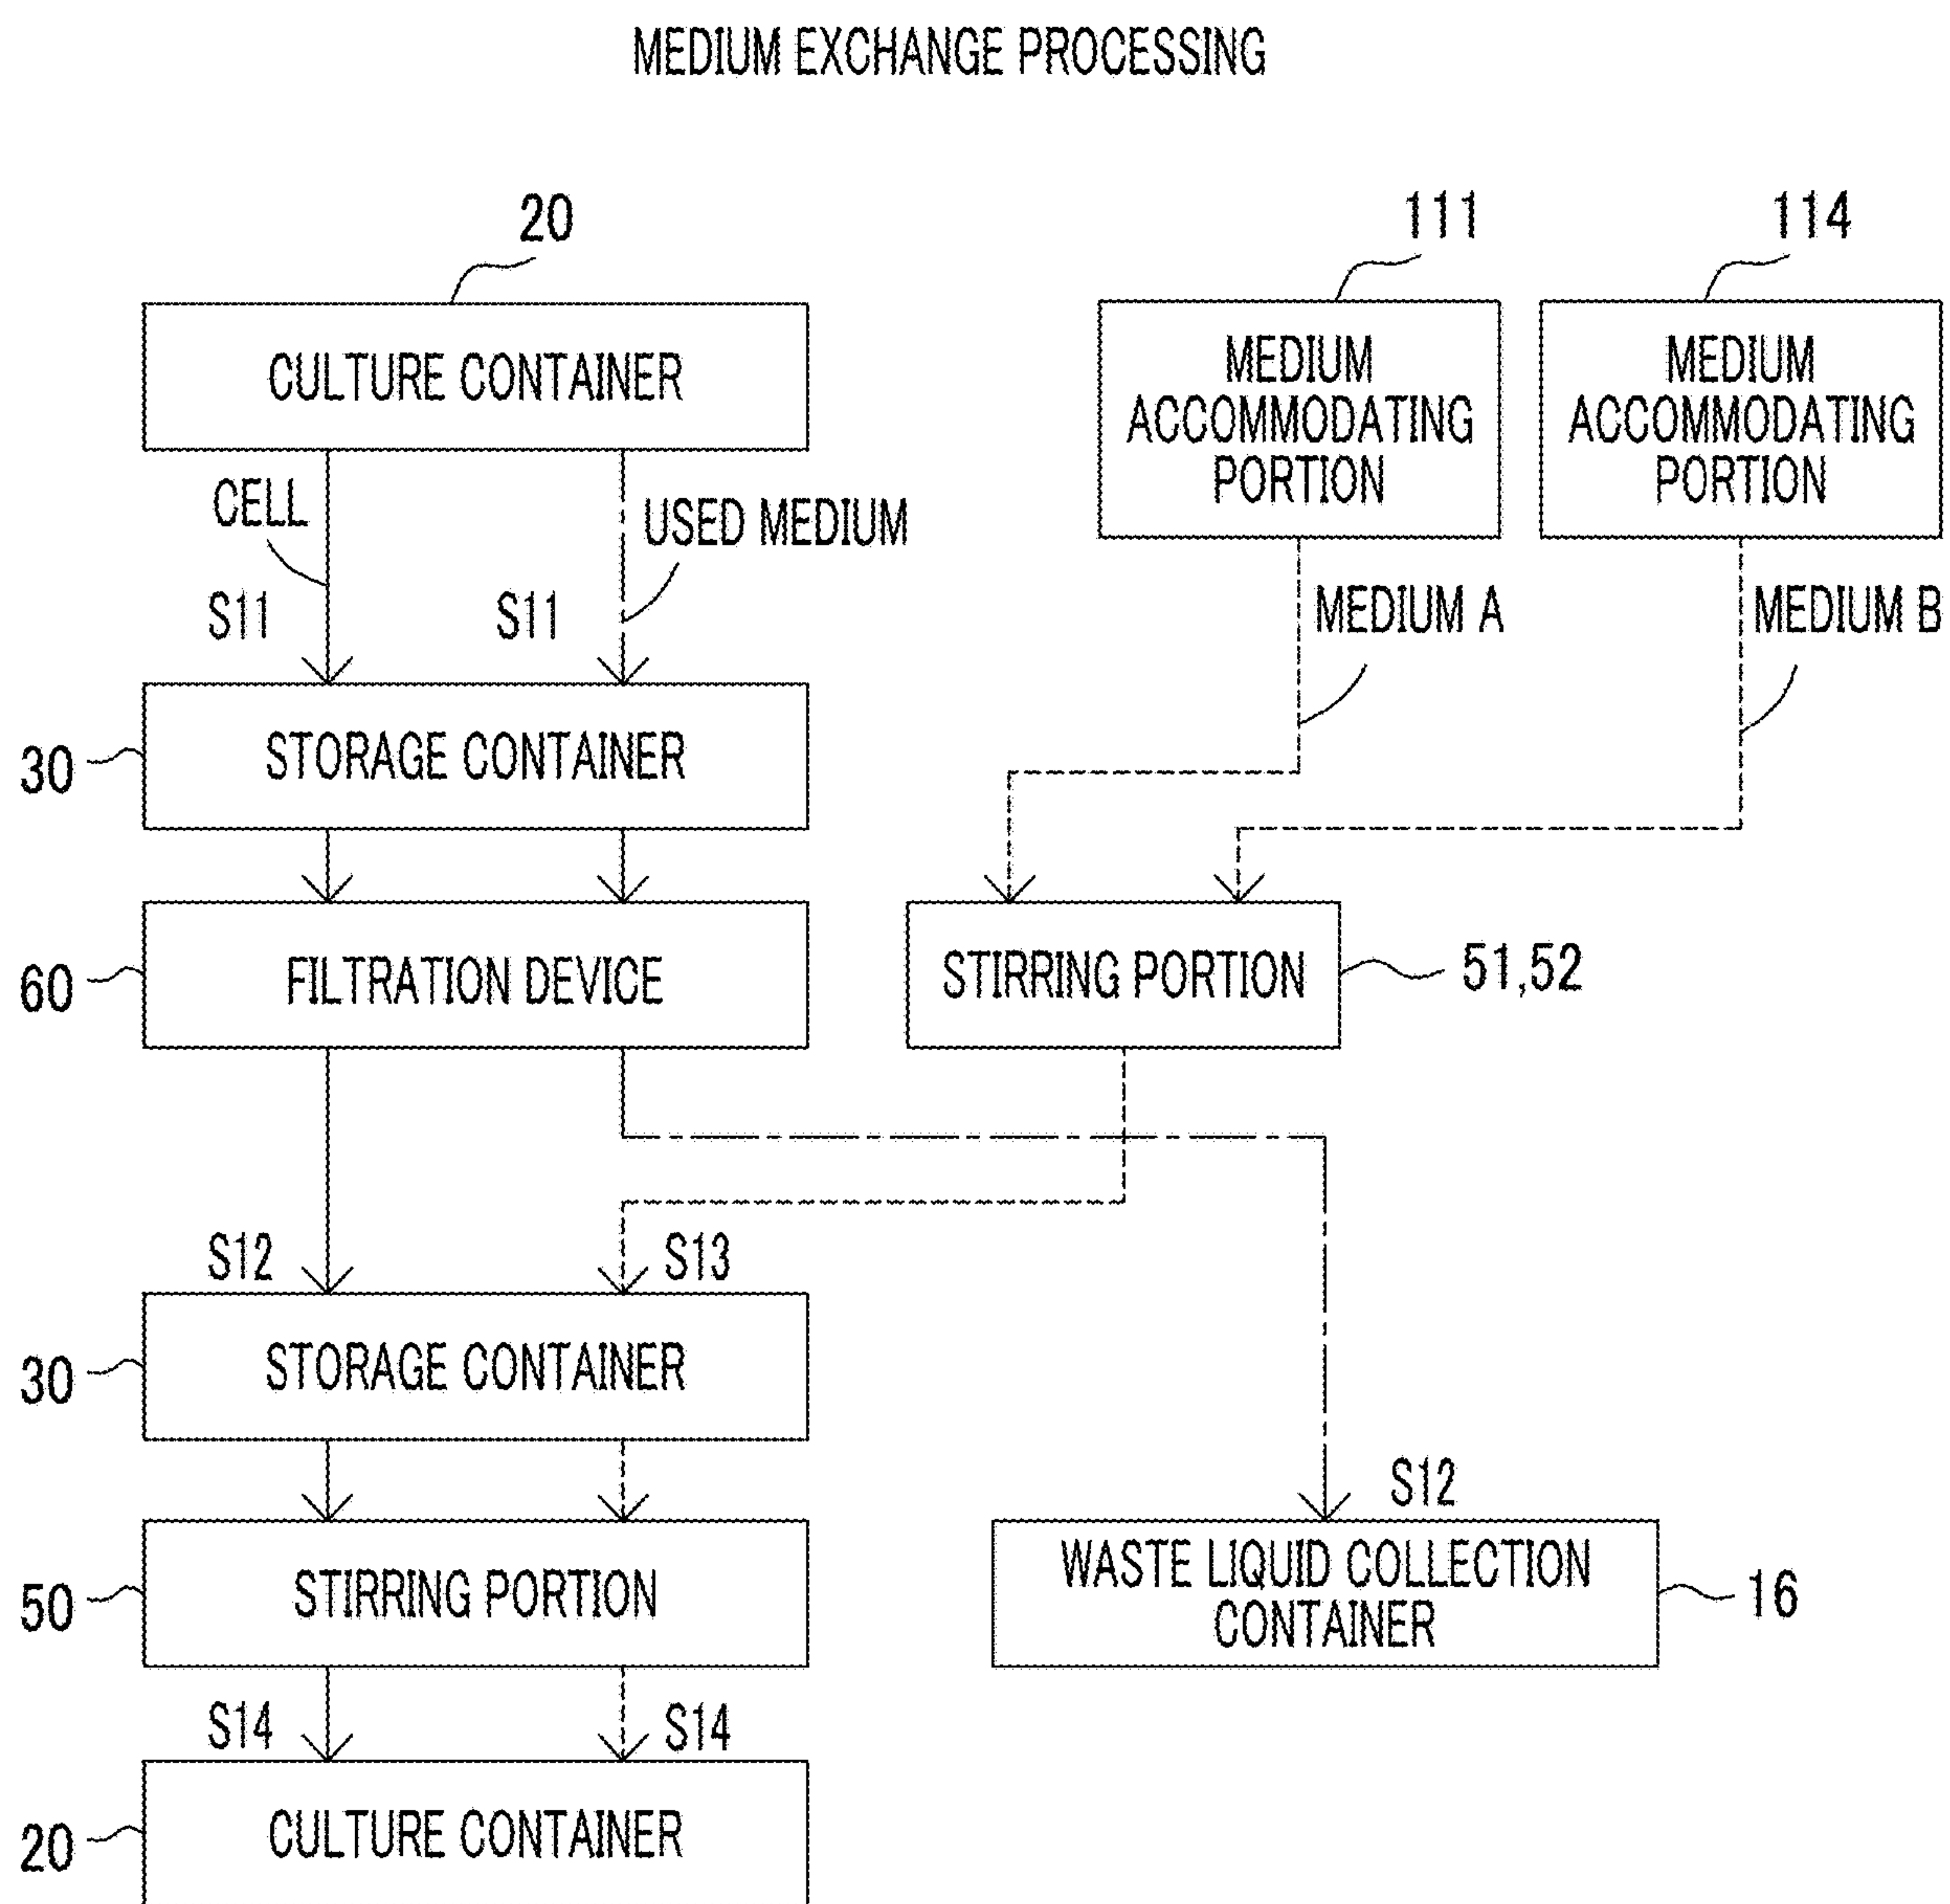 MEDIUM EXCHANGE PROCESSING
20
111
114
CULTURE CONTAINER
MEDIUM
ACCOMMODATING
PORTION
MEDIUM
ACCOMMODATING
PORTION
CELL
USED MEDIUM
S11
S11
MEDIUM A
MEDIUM B
30
STORAGE CONTAINER
60
FILTRATION DEVICE
STIRRING PORTION
51,52
S12
S13
30
STORAGE CONTAINER
S12
50
STIRRING PORTION
WASTE LIQUID COLLECTION
CONTAINER
16
S14
S14
20
CULTURE CONTAINER